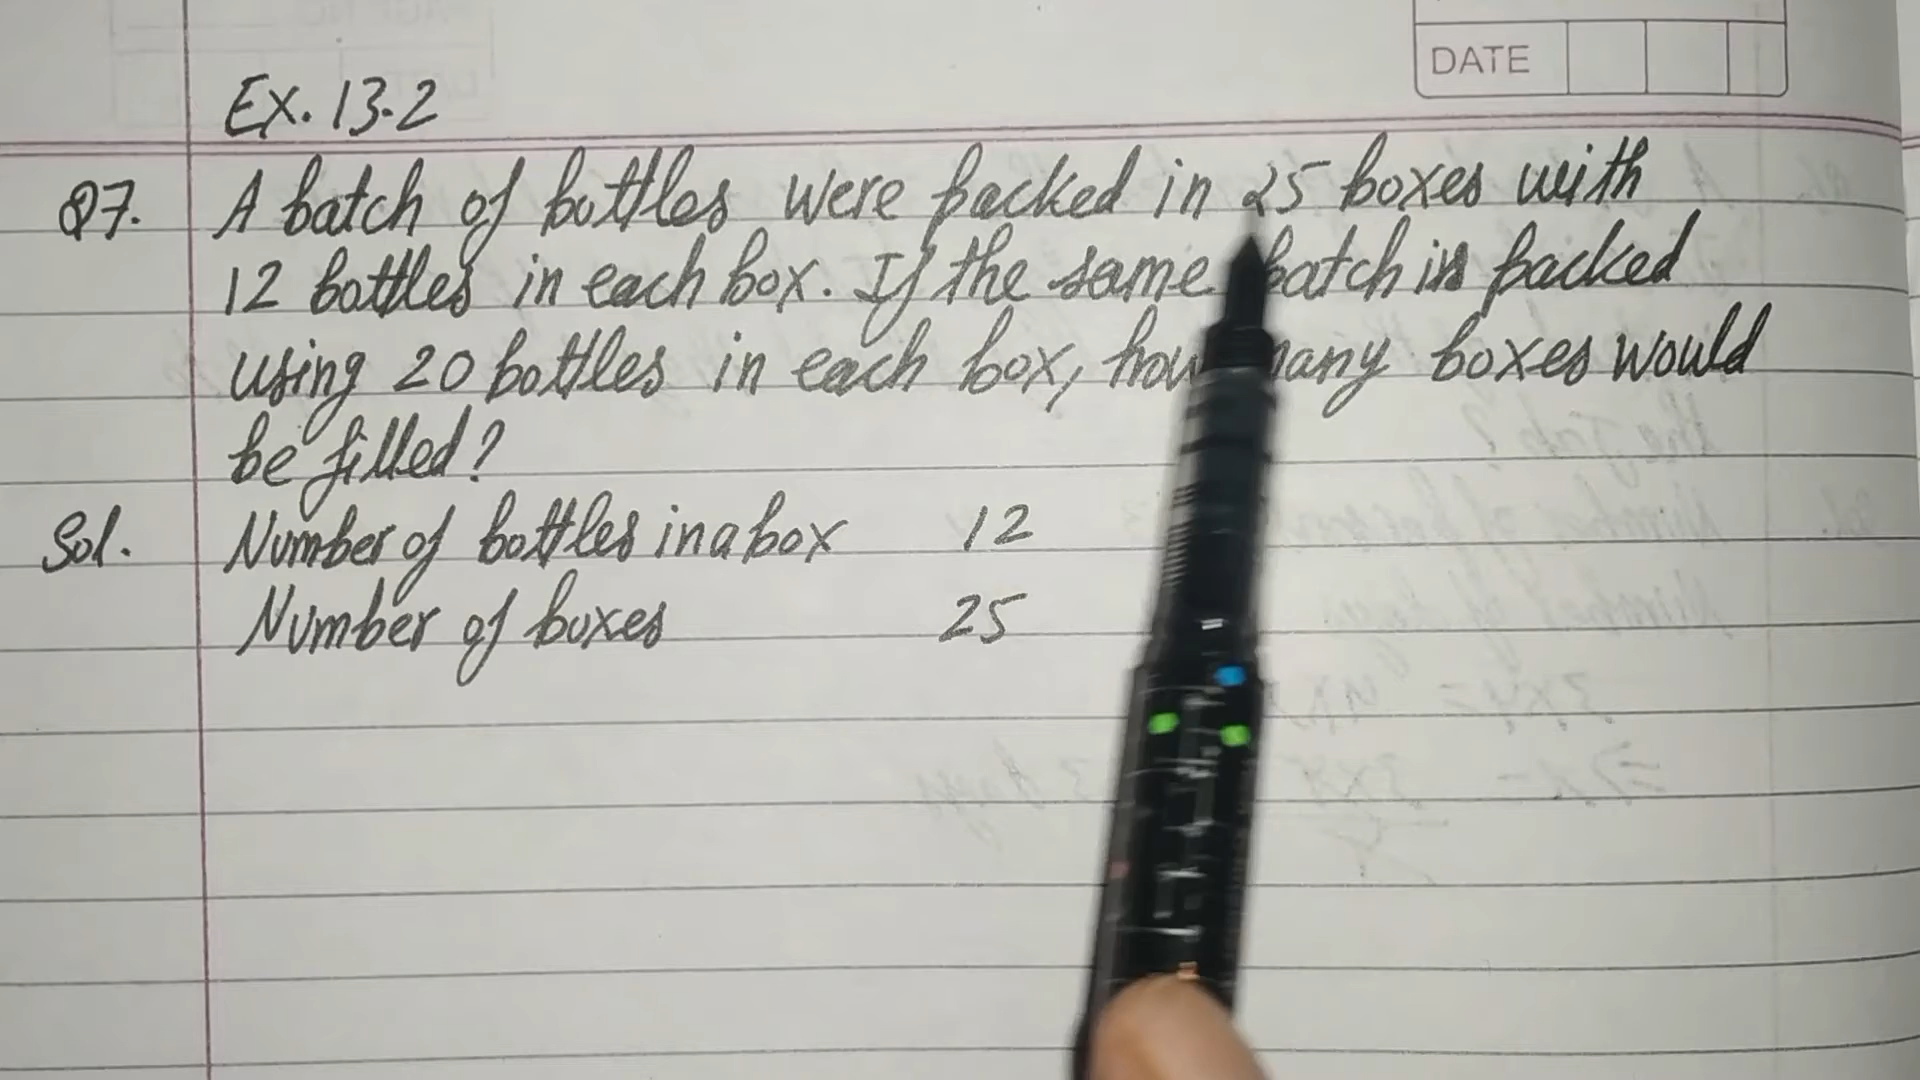 DATE
Ex. 13.2
Q7. A batch of bottles were packed in 25 boxes with
12 bottles in each box. If the same batch is packed
using 20 bottles in each box, how many boxes would
be filled?
Sol. Number of bottles in a box 12
Number of boxes 25